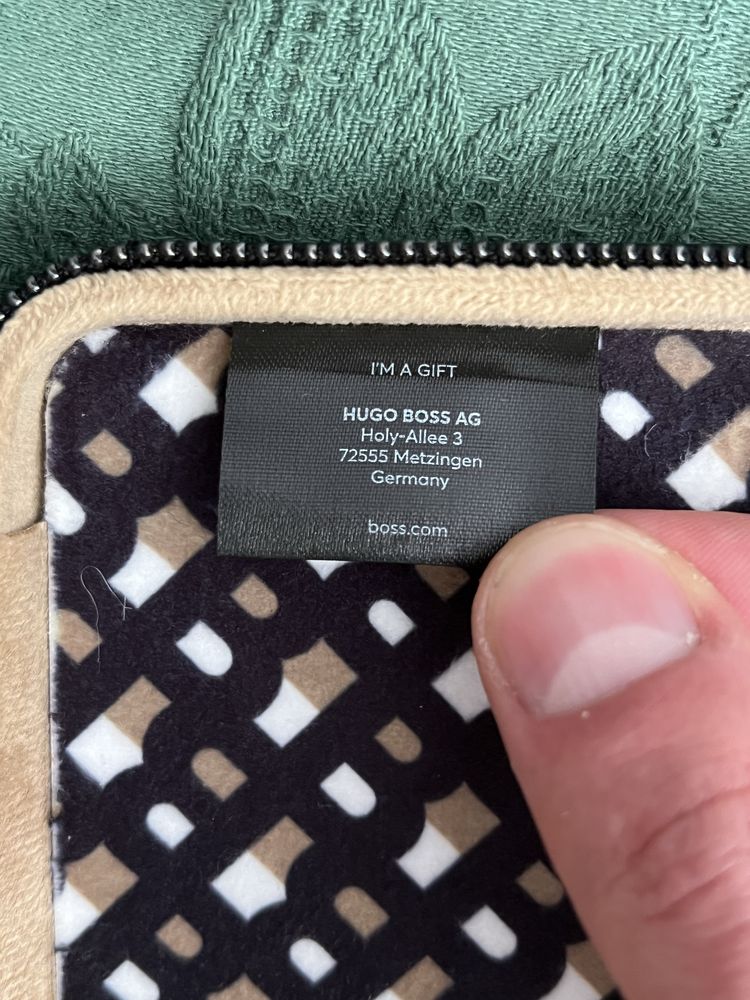 I'M A GIFT
HUGO BOSS AG
Holy-Allee 3
72555 Metzingen
Germany
boss.com